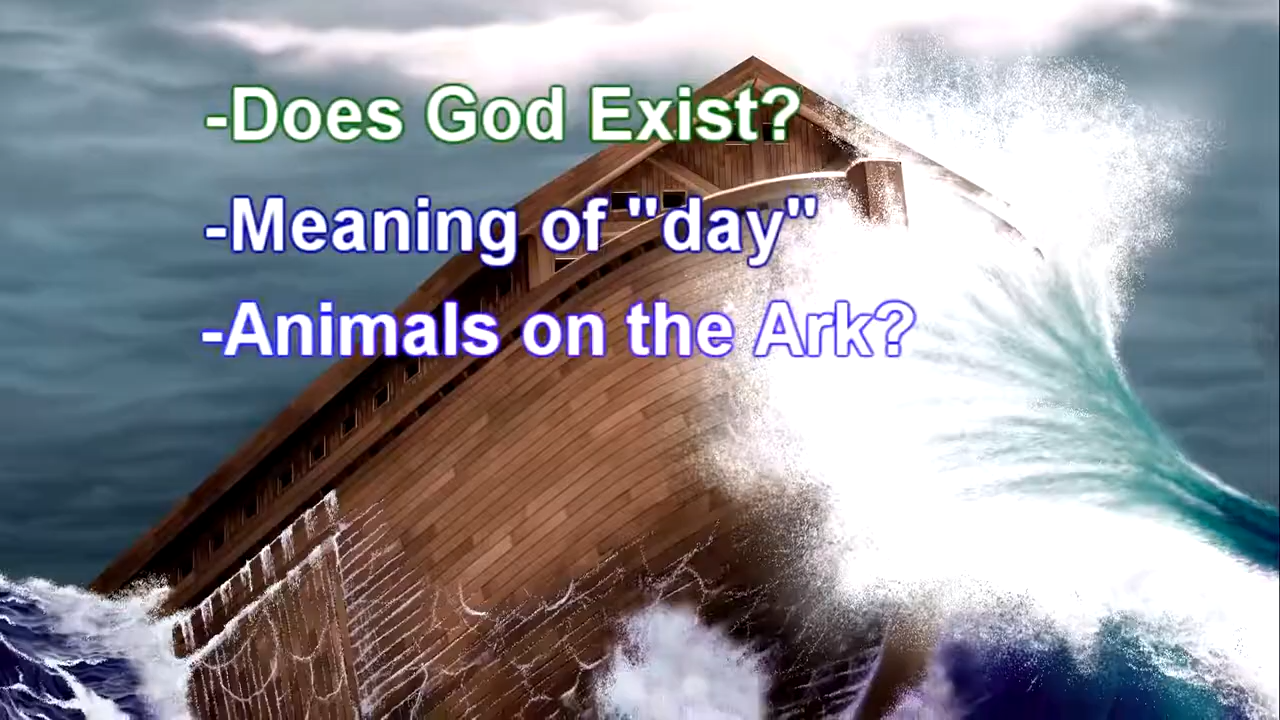 -Does God Exist?
-Meaning of "day"
-Animals on the Ark?